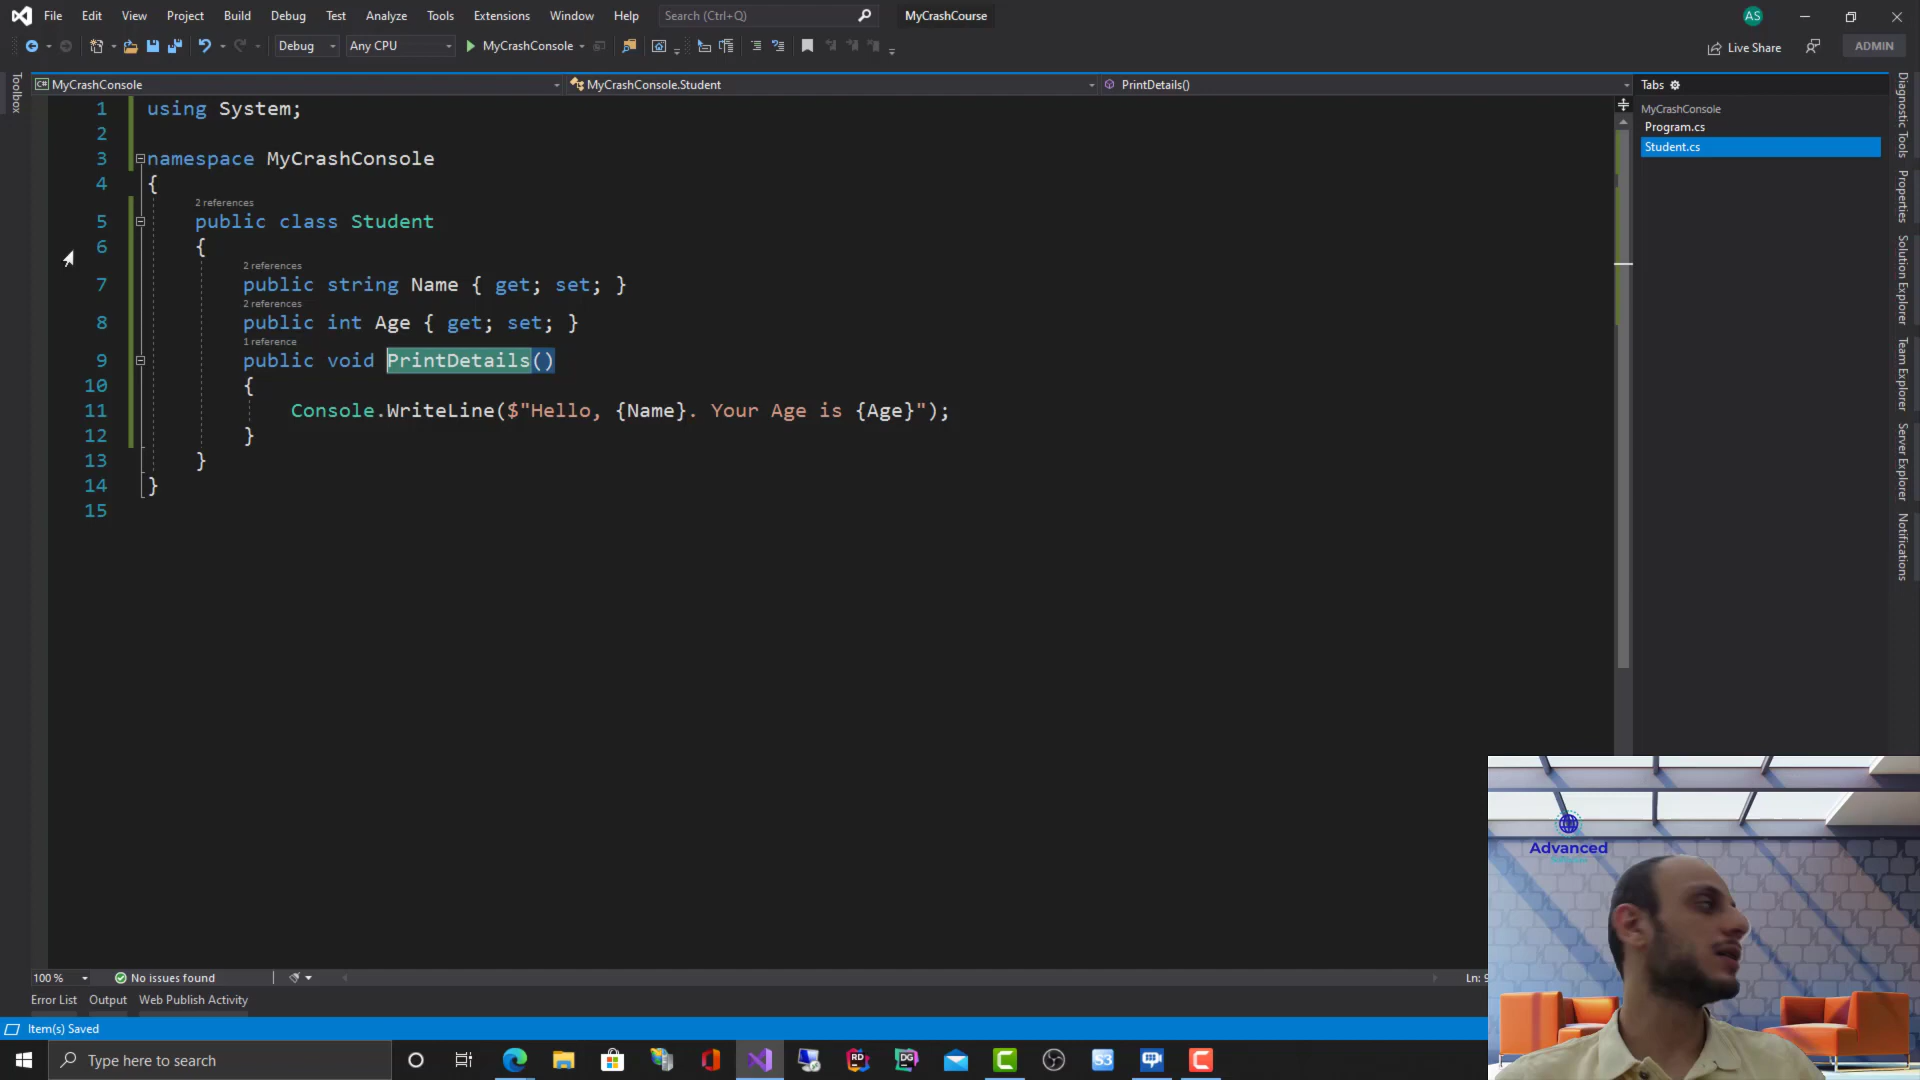 File Edit View Project Build Debug Test Analyze Tools Extensions Window Help Search (Ctrl+Q) MyCrashCourse AS
Debug Any CPU MyCrashConsole Live Share ADMIN
Toolbox
MyCrashConsole MyCrashConsole.Student PrintDetails()
1 using System;
2
3 namespace MyCrashConsole
4 {
2 references
5 public class Student
6 {
2 references
7 public string Name { get; set; }
2 references
8 public int Age { get; set; }
1 reference
9 public void PrintDetails()
10 {
11 Console.WriteLine($"Hello, {Name}. Your Age is {Age}");
12 }
13 }
14 }
15
Tabs
MyCrashConsole
Program.cs
Student.cs
Diagnostic Tools
Properties
Solution Explorer
Team Explorer
Server Explorer
Notifications
Advanced
100 % No issues found Ln: 9
Error List Output Web Publish Activity
Item(s) Saved
Type here to search RD DG S3